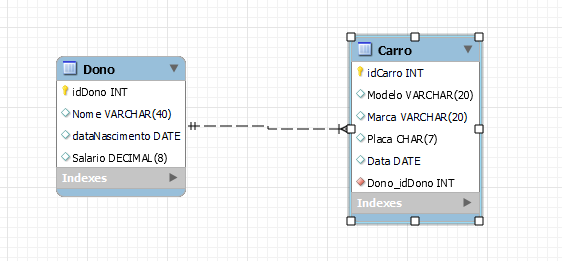 Dono
idDono INT
Nome VARCHAR(40)
dataNascimento DATE
Salario DECIMAL(8)
Indexes
Carro
idCarro INT
Modelo VARCHAR(20)
Marca VARCHAR(20)
Placa CHAR(7)
Data DATE
Dono_idDono INT
Indexes